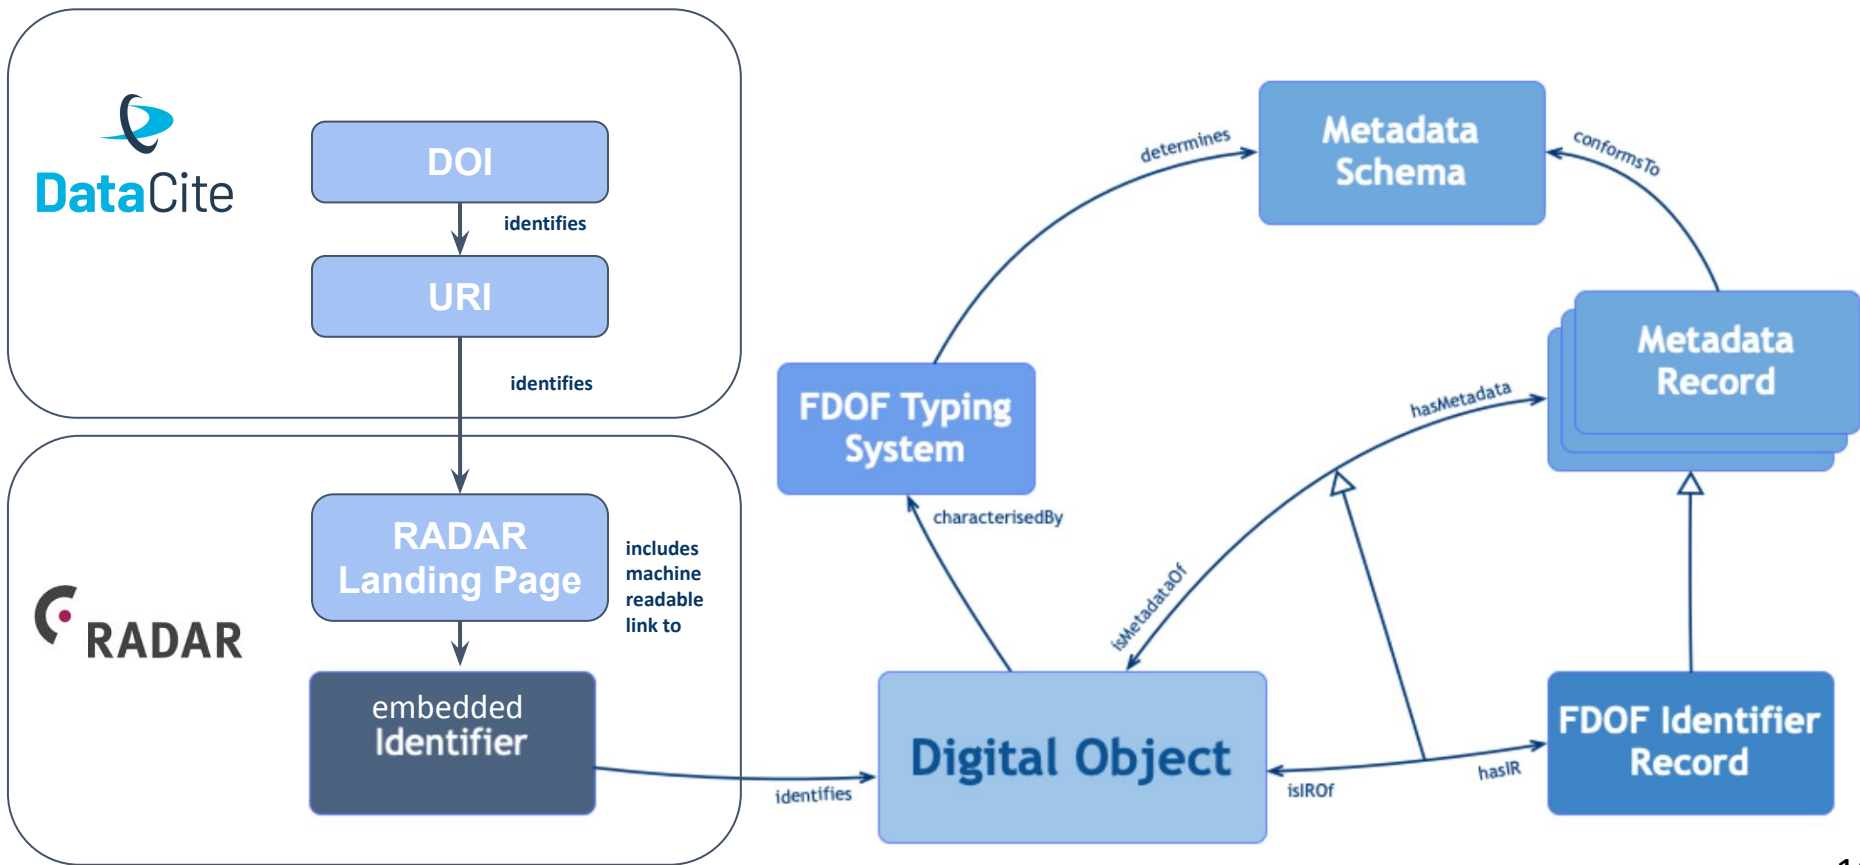 DataCite
DOI
identifies
URI
identifies
RADAR
RADAR
Landing Page
includes
machine
readable
link to
embedded
Identifier
identifies
Metadata
Schema
determines
conformsTo
Metadata
Record
FDOF Typing
System
hasMetadata
characterisedBy
isMetadataOf
Digital Object
FDOF Identifier
Record
isIROf
hasIR